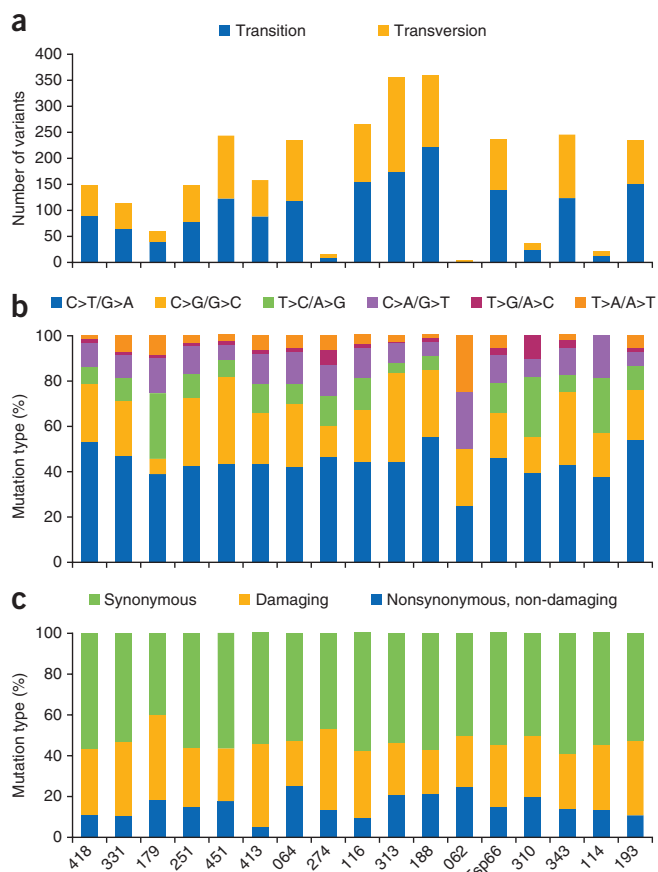 a
Transition Transversion
Number of variants
400
350
300
250
200
150
100
50
0
b
C>T/G>A C>G/G>C T>C/A>G C>A/G>T T>G/A>C T>A/A>T
Mutation type (%)
100
80
60
40
20
0
c
Synonymous Damaging Nonsynonymous, non-damaging
Mutation type (%)
100
80
60
40
20
0
418 331 179 251 451 413 064 274 116 313 188 062 310 343 114 193